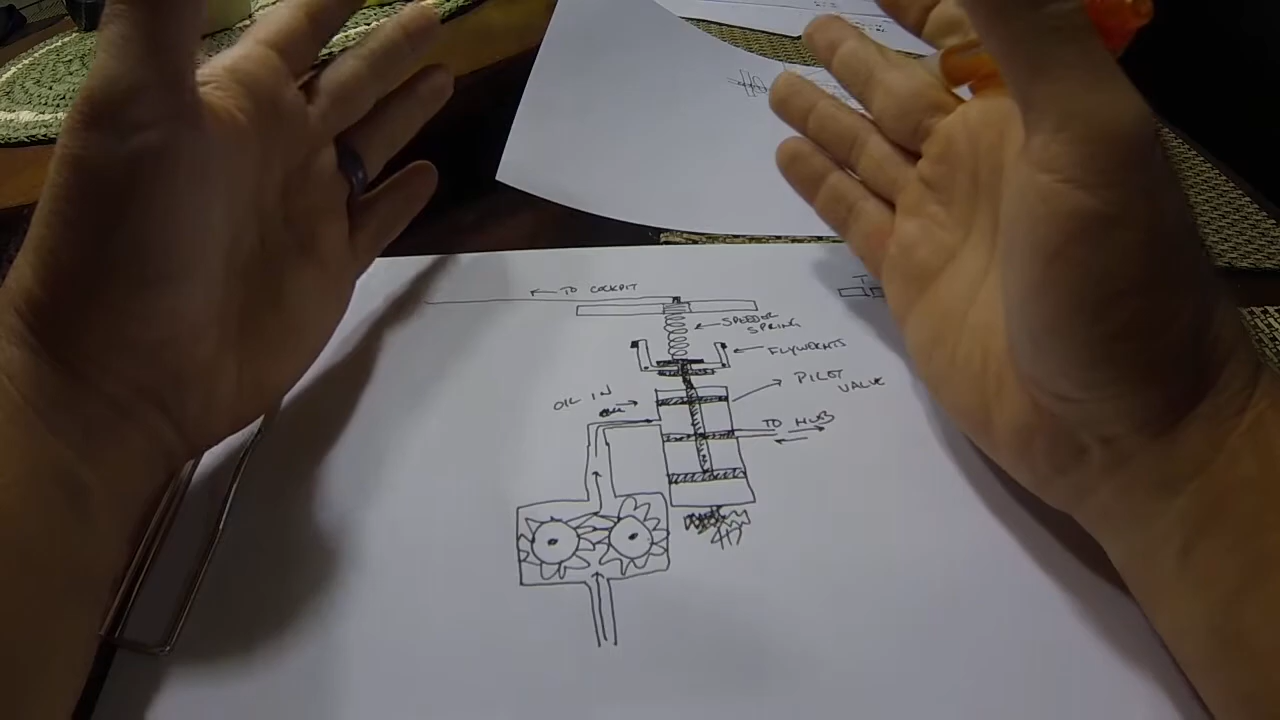 TO COCKPIT
SPEEDER
SPRING
FLYWEIGHTS
PILOT
VALVE
OIL IN
TO HUB